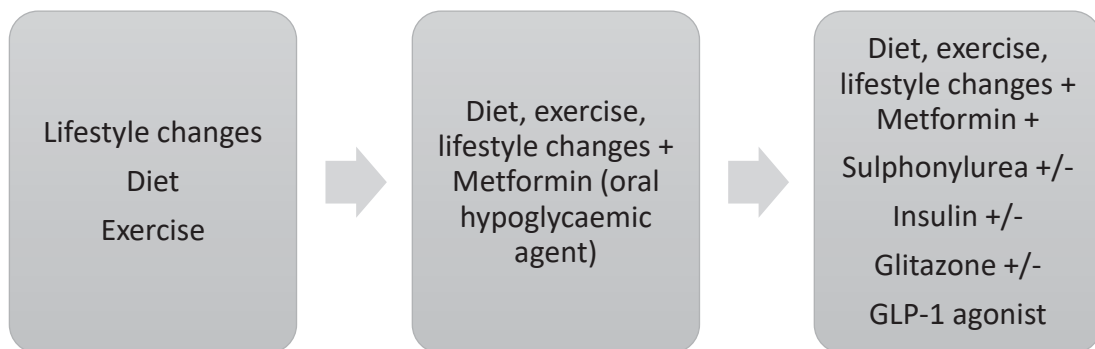 Lifestyle changes
Diet
Exercise
Diet, exercise,
lifestyle changes +
Metformin (oral
hypoglycaemic
agent)
Diet, exercise,
lifestyle changes +
Metformin +
Sulphonylurea +/-
Insulin +/-
Glitazone +/-
GLP-1 agonist